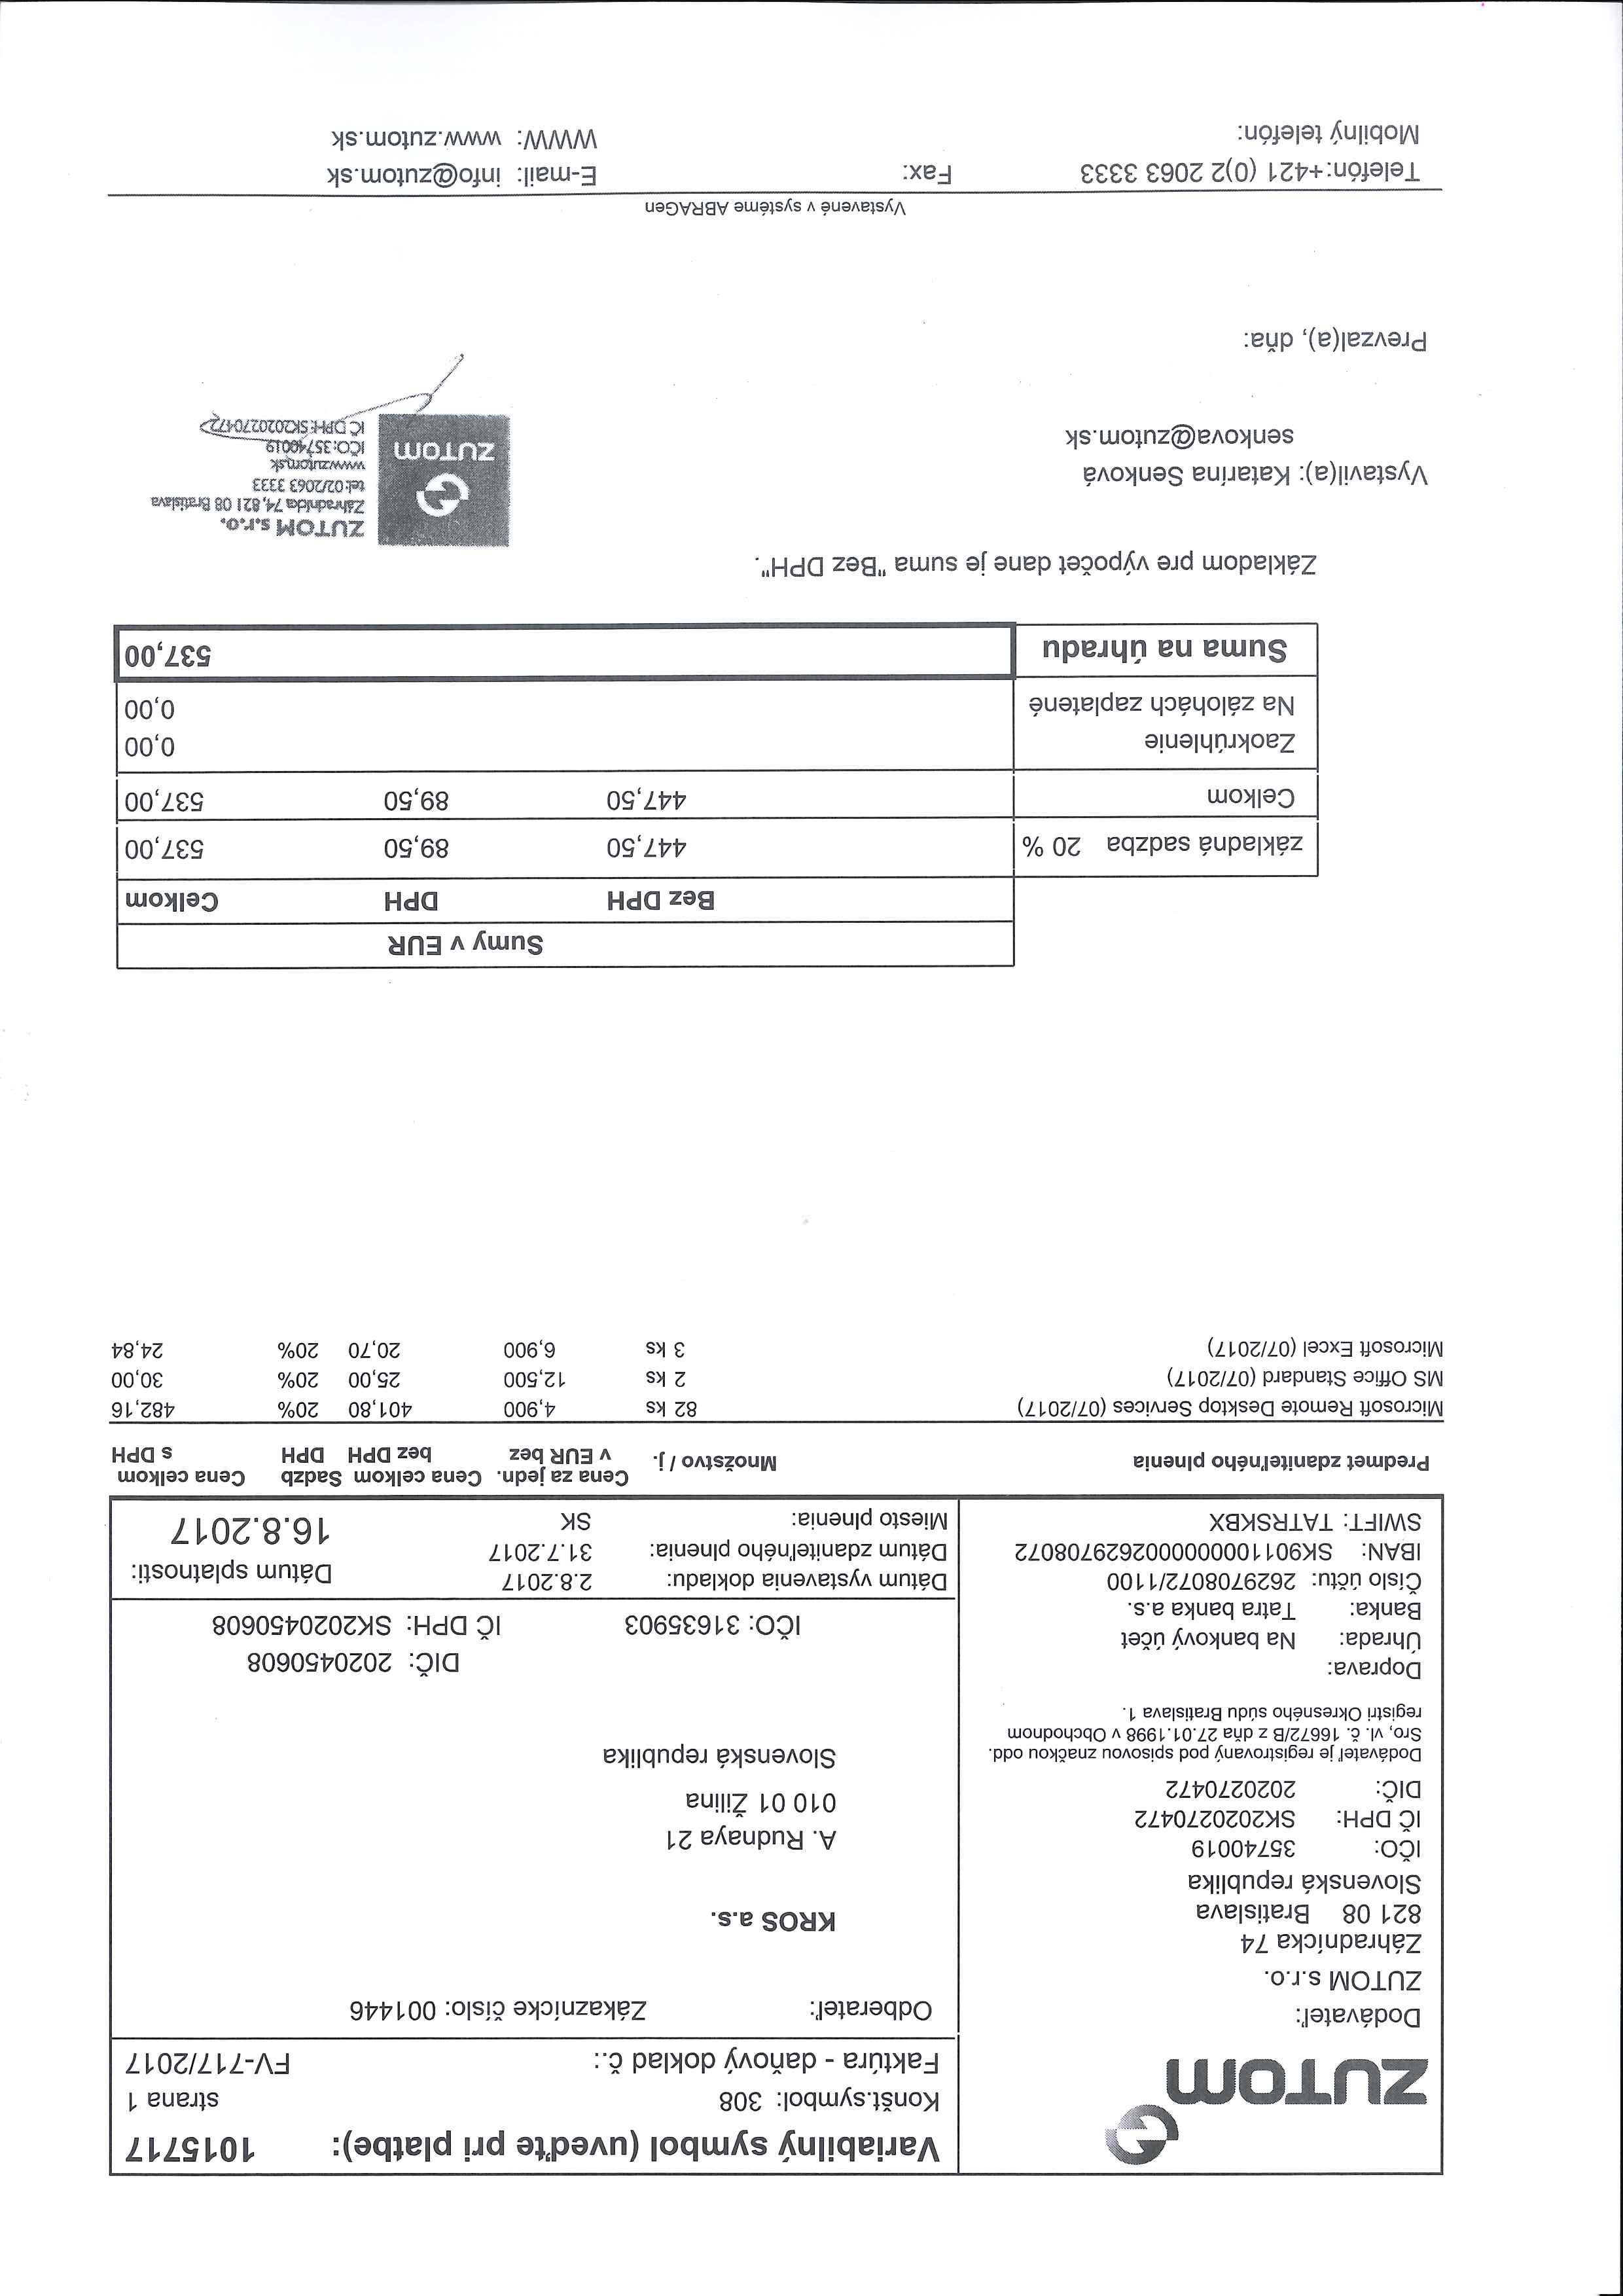 ZUTOM
Variabilný symbol (uveďte pri platbe): 1015717
Konšt.symbol: 308 strana 1
Faktúra - daňový doklad č.: FV-717/2017
Dodávateľ:
ZUTOM s.r.o.
Záhradnícka 74
821 08 Bratislava
Slovenská republika
IČO: 35740019
IČ DPH: SK2020270472
DIČ: 2020270472
Dodávateľ je registrovaný pod spisovou značkou odd.
Sro, vl. č. 16672/B z dňa 27.01.1998 v Obchodnom
registri Okresného súdu Bratislava 1.
Doprava:
Úhrada: Na bankový účet
Banka: Tatra banka a.s.
Číslo účtu: 2629708072/1100
IBAN: SK9011000000002629708072
SWIFT: TATRSKBX
Odberateľ: Zákaznícke číslo: 001446
KROS a.s.
A. Rudnaya 21
010 01 Žilina
Slovenská republika
DIČ: 2020450608
IČO: 31635903 IČ DPH: SK2020450608
Dátum vystavenia dokladu: 2.8.2017
Dátum zdaniteľného plnenia: 31.7.2017
Miesto plnenia: SK
Dátum splatnosti:
16.8.2017
Predmet zdaniteľného plnenia Množstvo / j. Cena za jedn. Cena celkom Sadzb Cena celkom
v EUR bez bez DPH DPH s DPH
Microsoft Remote Desktop Services (07/2017) 82 ks 4,900 401,80 20% 482,16
MS Office Standard (07/2017) 2 ks 12,500 25,00 20% 30,00
Microsoft Excel (07/2017) 3 ks 6,900 20,70 20% 24,84
Sumy v EUR
Bez DPH DPH Celkom
základná sadzba 20 % 447,50 89,50 537,00
Celkom 447,50 89,50 537,00
Zaokrúhlenie 0,00
Na zálohách zaplatené 0,00
Suma na úhradu 537,00
Základom pre výpočet dane je suma "Bez DPH".
Vystavil(a): Katarína Senková
senkova@zutom.sk
ZUTOM
ZUTOM s.r.o.
Záhradnícka 74, 821 08 Bratislava
tel: 02/2063 3333
www.zutom.sk
IČO: 35740019
IČ DPH: SK2020270472
Prevzal(a), dňa:
Vystavené v systéme ABRAGen
Telefón: +421 (0)2 2063 3333 Fax: E-mail: info@zutom.sk
Mobilný telefón: WWW: www.zutom.sk